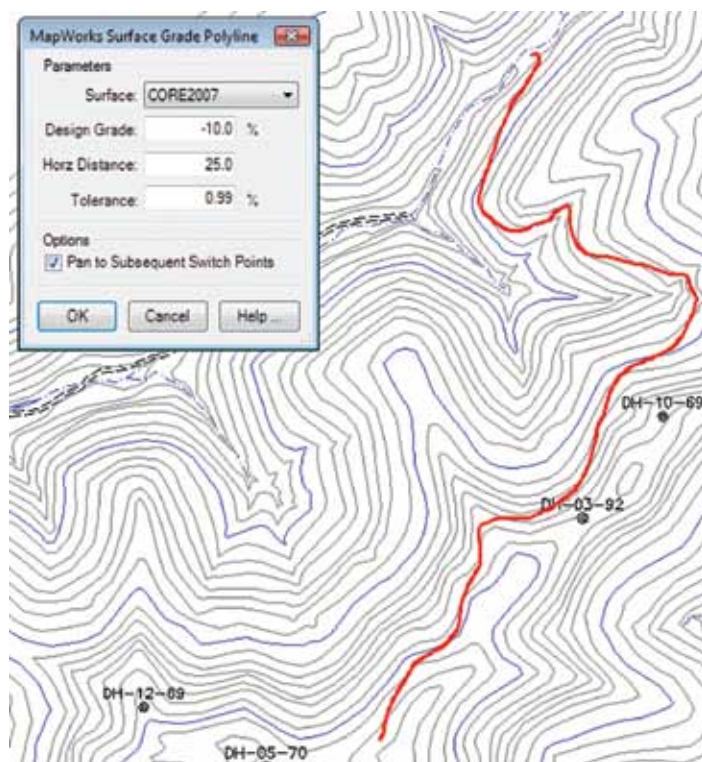 MapWorks Surface Grade Polyline
Parameters
Surface: CORE2007
Design Grade: -10.0 %
Horz Distance: 25.0
Tolerance: 0.99 %
Options
Pan to Subsequent Switch Points
OK Cancel Help ...
DH-10-69
DH-03-92
DH-12-69
DH-05-70